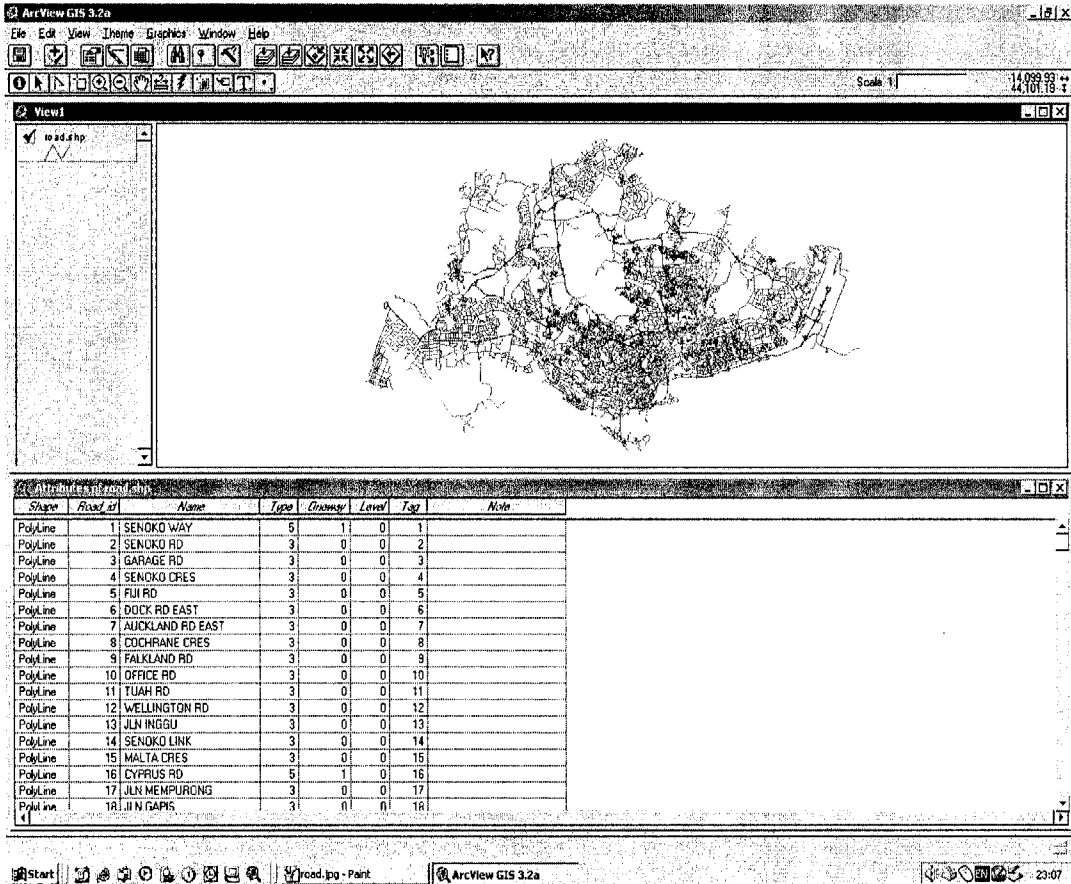 ArcView GIS 3.2a
File Edit View Theme Graphics Window Help
Scale 1:
14,099.93
44,101.19
View1
road.shp
Attributes of road.shp
Shape Road_id Name Type Oneway Level Tag Note
PolyLine 1 SENOKO WAY 5 1 0 1
PolyLine 2 SENOKO RD 3 0 0 2
PolyLine 3 GARAGE RD 3 0 0 3
PolyLine 4 SENOKO CRES 3 0 0 4
PolyLine 5 FIJI RD 3 0 0 5
PolyLine 6 DOCK RD EAST 3 0 0 6
PolyLine 7 AUCKLAND RD EAST 3 0 0 7
PolyLine 8 COCHRANE CRES 3 0 0 8
PolyLine 9 FALKLAND RD 3 0 0 9
PolyLine 10 OFFICE RD 3 0 0 10
PolyLine 11 TUAH RD 3 0 0 11
PolyLine 12 WELLINGTON RD 3 0 0 12
PolyLine 13 JLN INGGU 3 0 0 13
PolyLine 14 SENOKO LINK 3 0 0 14
PolyLine 15 MALTA CRES 3 0 0 15
PolyLine 16 CYPRUS RD 5 1 0 16
PolyLine 17 JLN MEMPURONG 3 0 0 17
PolyLine 18 JLN GAPIS 3 0 0 18
Start road.jpg - Paint ArcView GIS 3.2a EN 23:07